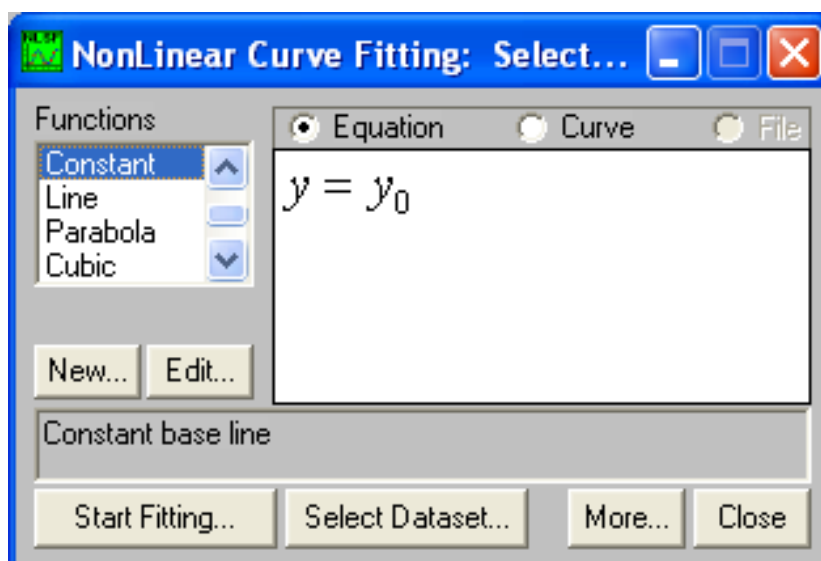 NLSF
NonLinear Curve Fitting: Select...
Functions
Equation Curve File
Constant
Line
Parabola
Cubic
y = y₀
New... Edit...
Constant base line
Start Fitting... Select Dataset... More... Close